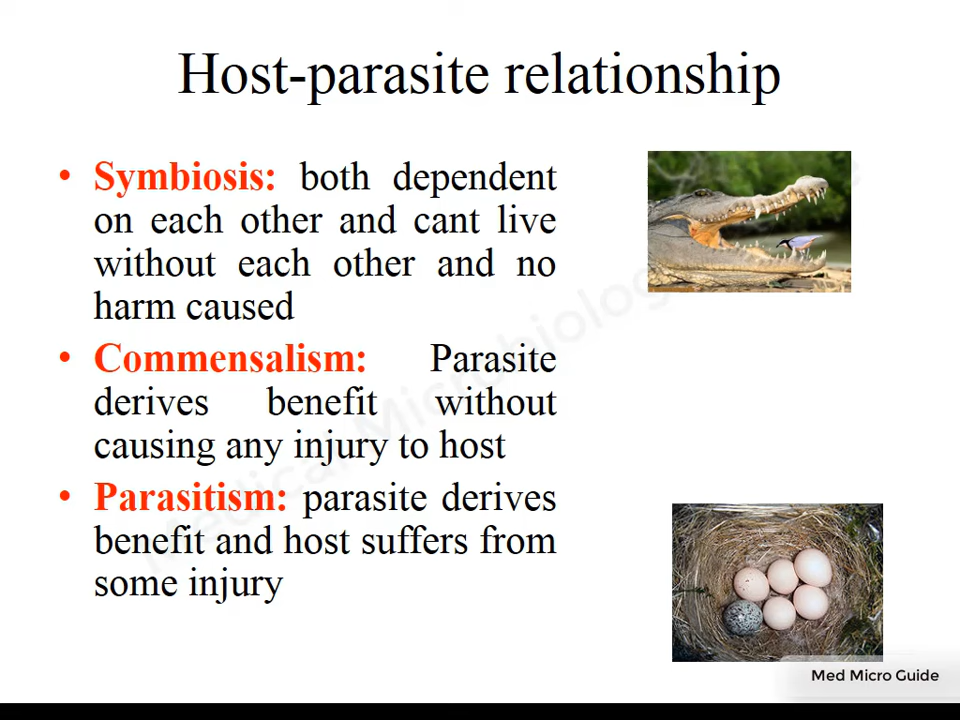 Host-parasite relationship
• Symbiosis: both dependent
on each other and cant live
without each other and no
harm caused
• Commensalism: Parasite
derives benefit without
causing any injury to host
• Parasitism: parasite derives
benefit and host suffers from
some injury
Med Micro Guide